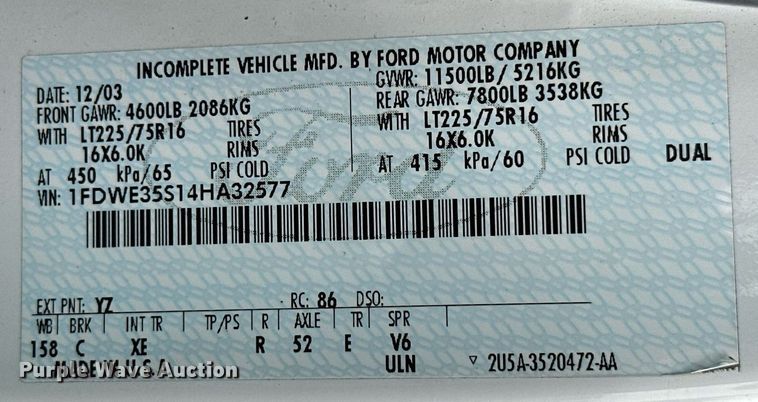 INCOMPLETE VEHICLE MFD. BY FORD MOTOR COMPANY
DATE: 12/03 GVWR: 11500LB/ 5216KG
FRONT GAWR: 4600LB 2086KG REAR GAWR: 7800LB 3538KG
WITH LT225/75R16 TIRES WITH LT225/75R16 TIRES
16X6.0K RIMS 16X6.0K RIMS
AT 450 kPa/65 PSI COLD AT 415 kPa/60 PSI COLD DUAL
VIN: 1FDWE35S14HA32577
Ford
EXT PNT: YZ RC: 86 DSO:
WB BRK INT TR TP/PS R AXLE TR SPR
158 C XE R 52 E V6
MADE IN U.S.A. ULN 2U5A-3520472-AA
Purple Wave Auction